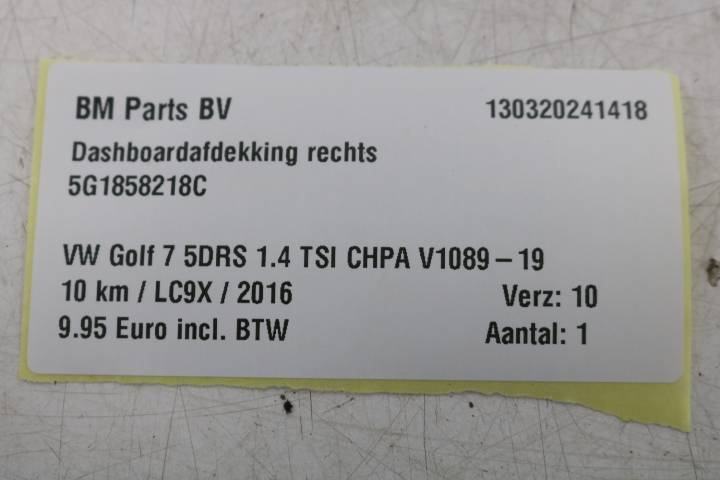 BM Parts BV 130320241418
Dashboardafdekking rechts
5G1858218C
VW Golf 7 5DRS 1.4 TSI CHPA V1089-19
10 km / LC9X / 2016 Verz: 10
9.95 Euro incl. BTW Aantal: 1